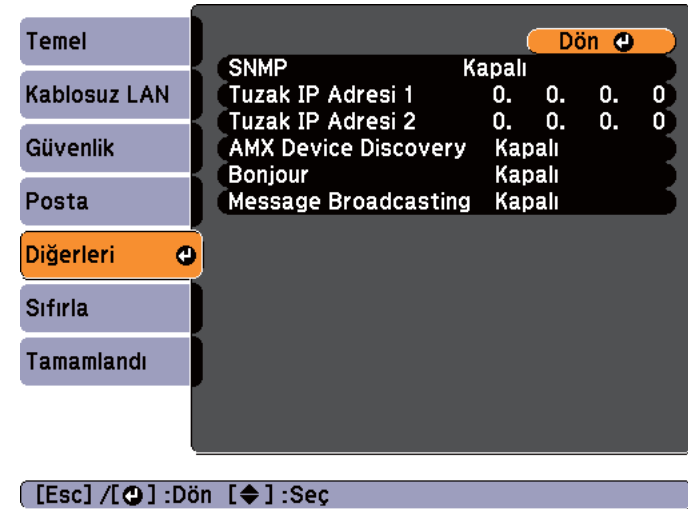 Temel
Kablosuz LAN
Güvenlik
Posta
Diğerleri
Sıfırla
Tamamlandı
Dön
SNMP Kapalı
Tuzak IP Adresi 1 0. 0. 0. 0
Tuzak IP Adresi 2 0. 0. 0. 0
AMX Device Discovery Kapalı
Bonjour Kapalı
Message Broadcasting Kapalı
[Esc] /[⏎] :Dön [◆] :Seç